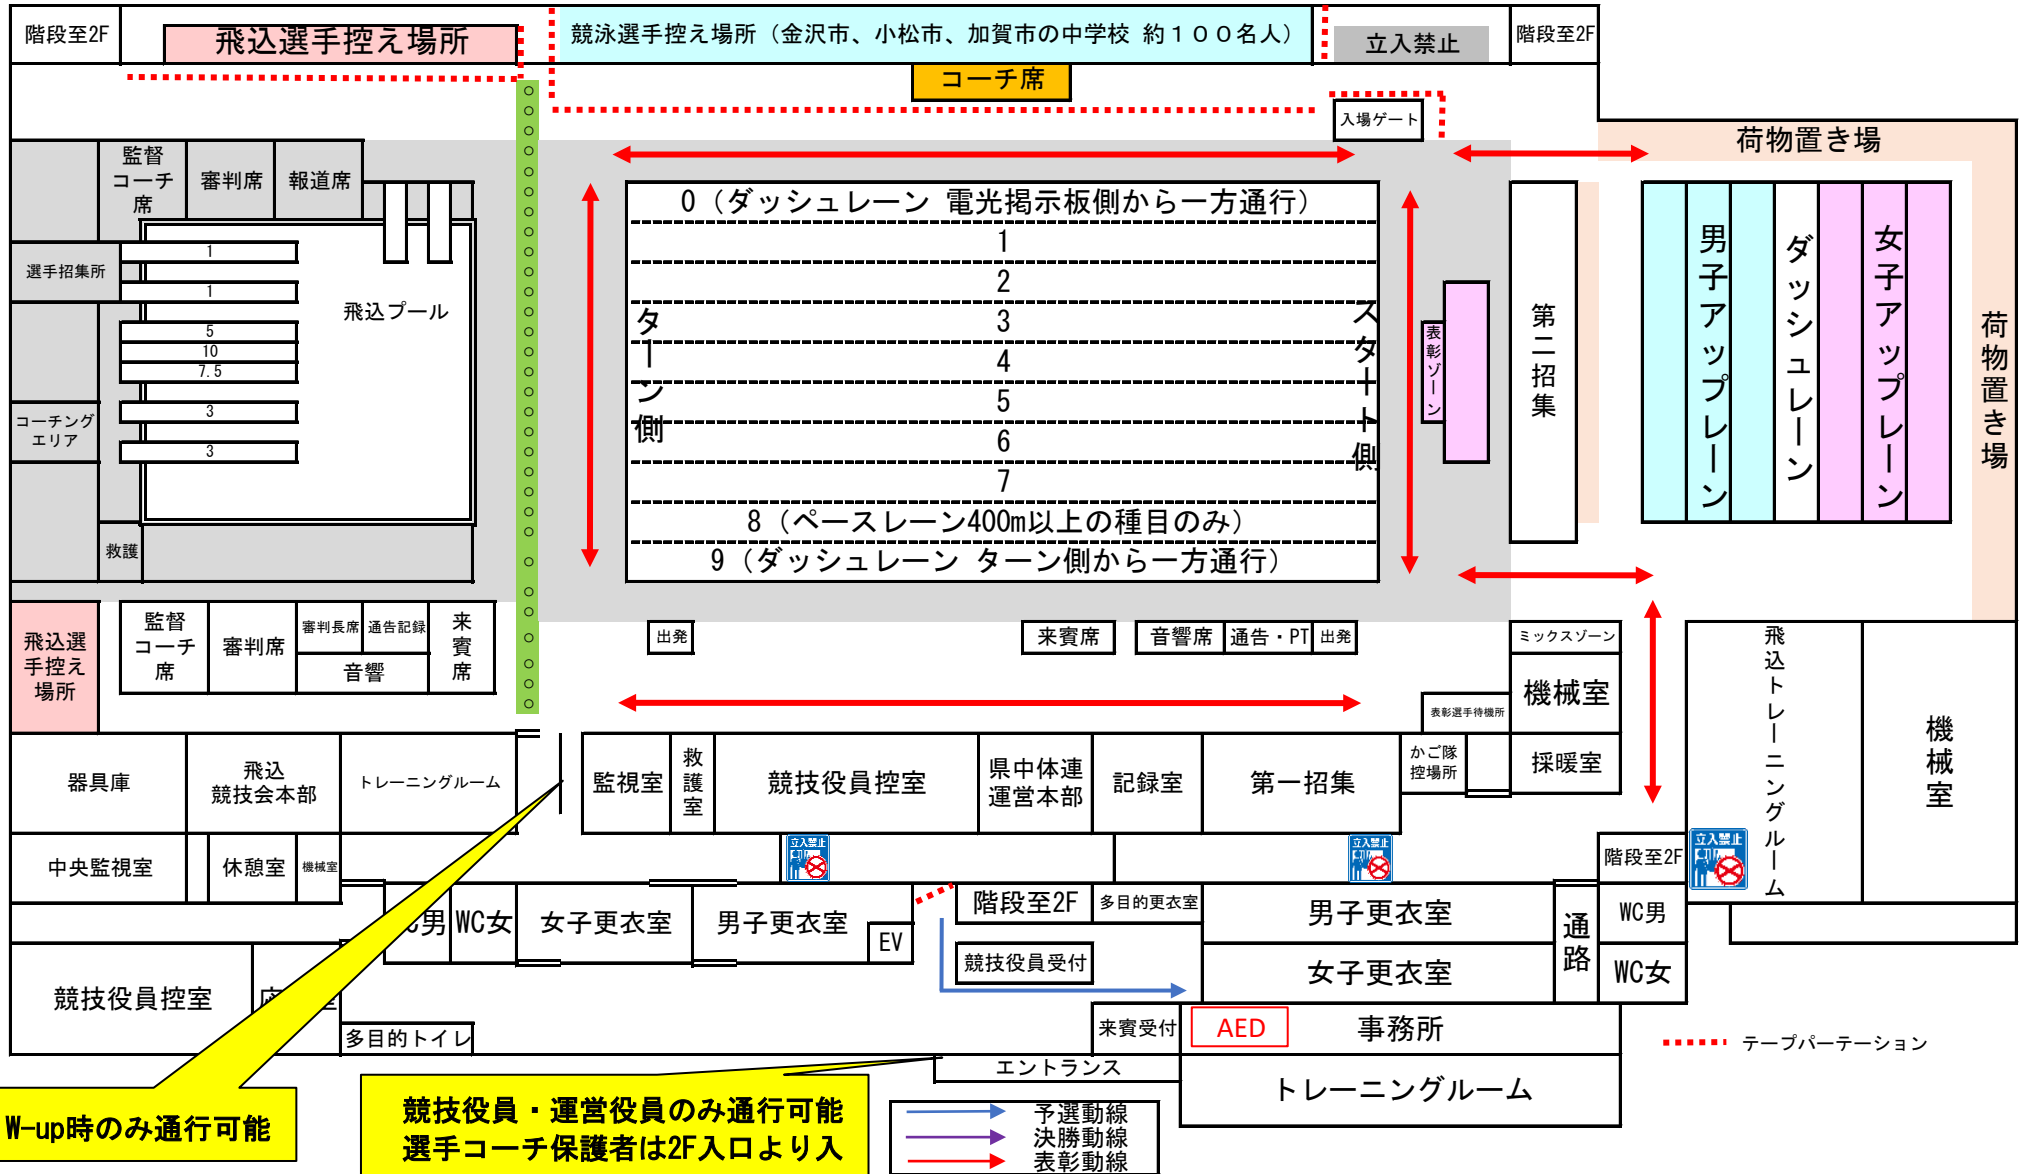 階段至2F
飛込選手控え場所
競泳選手控え場所（金沢市、小松市、加賀市の中学校 約１００名人）
立入禁止
階段至2F
コーチ席
入場ゲート
荷物置き場
監督
コーチ
席
審判席
報道席
0（ダッシュレーン 電光掲示板側から一方通行）
1
2
3
4
5
6
7
8（ペースレーン400m以上の種目のみ）
9（ダッシュレーン ターン側から一方通行）
ターン側
スタート側
選手招集所
1
1
5
10
7.5
3
3
飛込プール
コーチング
エリア
救護
表彰ゾーン
第二招集
男子アップレーン
ダッシュレーン
女子アップレーン
荷物置き場
飛込選
手控え
場所
監督
コーチ
席
審判席
審判長席
通告記録
音響
来賓席
出発
来賓席
音響席
通告・PT
出発
ミックスゾーン
機械室
表彰選手待機所
飛込トレーニングルーム
機械室
器具庫
飛込
競技会本部
トレーニングルーム
監視室
救護室
競技役員控室
県中体連
運営本部
記録室
第一招集
かご隊
控場所
採暖室
中央監視室
休憩室
機械室
立入禁止
立入禁止
階段至2F
立入禁止
男
WC女
女子更衣室
男子更衣室
EV
階段至2F
多目的更衣室
男子更衣室
通路
WC男
競技役員受付
女子更衣室
WC女
競技役員控室
多目的トイレ
来賓受付
AED
事務所
テープパーテーション
エントランス
トレーニングルーム
W-up時のみ通行可能
競技役員・運営役員のみ通行可能
選手コーチ保護者は2F入口より入
予選動線
決勝動線
表彰動線